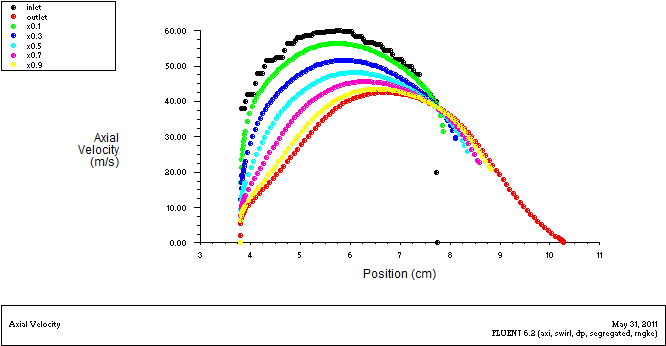 inlet
outlet
x0.1
x0.3
x0.5
x0.7
x0.9
60.00
50.00
40.00
30.00
20.00
10.00
0.00
Axial
Velocity
(m/s)
3 4 5 6 7 8 9 10 11
Position (cm)
Axial Velocity
May 31, 2011
FLUENT 6.2 (axi, swirl, dp, segregated, rngke)